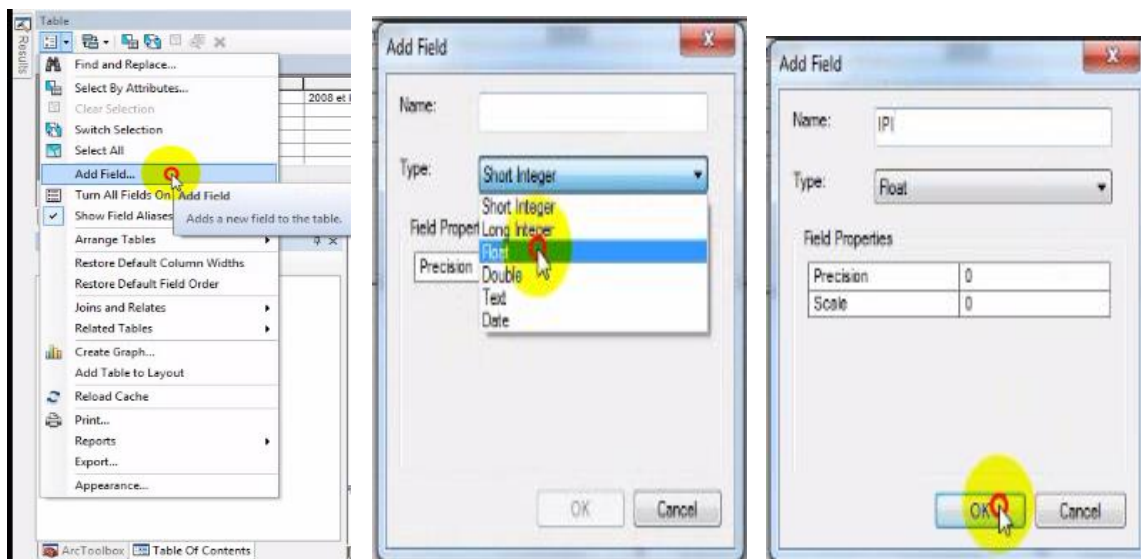 Table
Results
Find and Replace...
2008 et
Select By Attributes...
Clear Selection
Switch Selection
Select All
Add Field...
Turn All Fields On
Add Field
Adds a new field to the table.
Show Field Aliases
Arrange Tables
Restore Default Column Widths
Restore Default Field Order
Joins and Relates
Related Tables
Create Graph...
Add Table to Layout
Reload Cache
Print...
Reports
Export...
Appearance...
ArcToolbox
Table Of Contents
Add Field
Name:
Type:
Short Integer
Short Integer
Long Integer
Float
Double
Text
Date
Field Proper
Precision
OK
Cancel
Add Field
Name:
IPI
Type:
Float
Field Properties
Precision 0
Scale 0
OK
Cancel